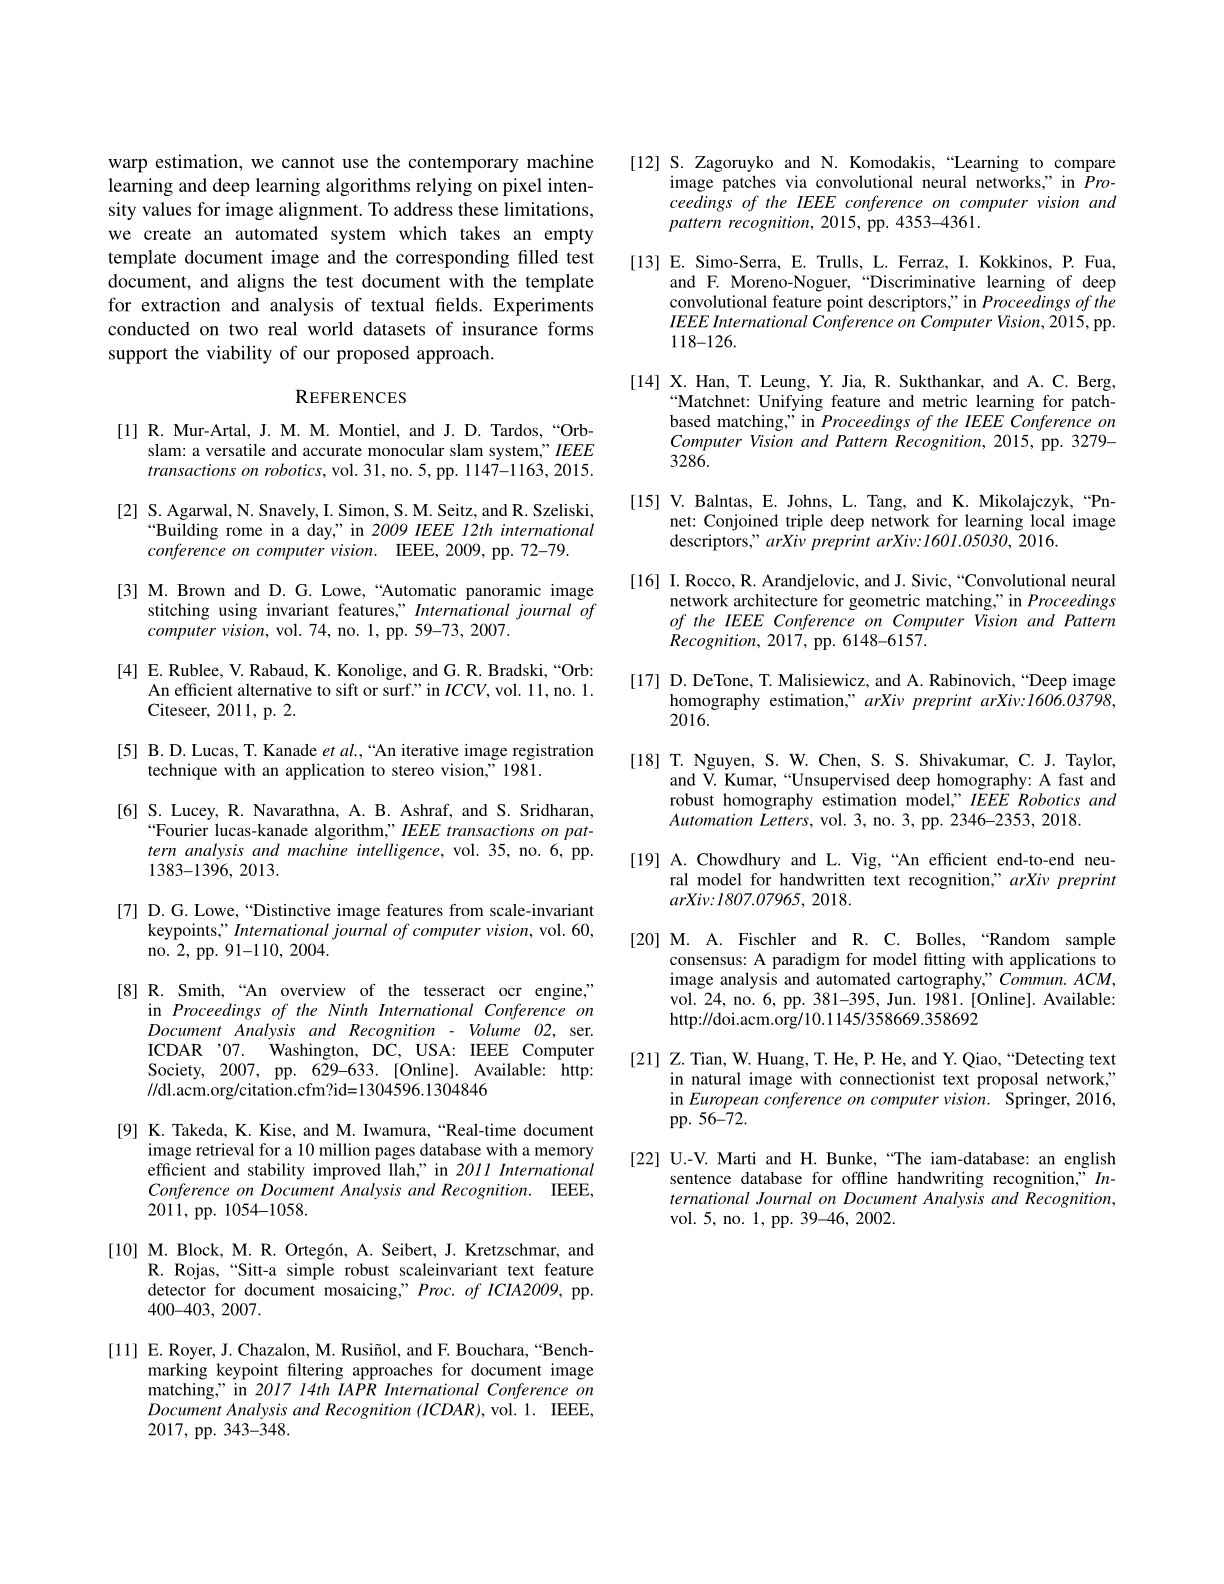 warp estimation, we cannot use the contemporary machine
learning and deep learning algorithms relying on pixel inten-
sity values for image alignment. To address these limitations,
we create an automated system which takes an empty
template document image and the corresponding filled test
document, and aligns the test document with the template
for extraction and analysis of textual fields. Experiments
conducted on two real world datasets of insurance forms
support the viability of our proposed approach.
REFERENCES
[1] R. Mur-Artal, J. M. M. Montiel, and J. D. Tardos, “Orb-
slam: a versatile and accurate monocular slam system,” IEEE
transactions on robotics, vol. 31, no. 5, pp. 1147–1163, 2015.
[2] S. Agarwal, N. Snavely, I. Simon, S. M. Seitz, and R. Szeliski,
“Building rome in a day,” in 2009 IEEE 12th international
conference on computer vision. IEEE, 2009, pp. 72–79.
[3] M. Brown and D. G. Lowe, “Automatic panoramic image
stitching using invariant features,” International journal of
computer vision, vol. 74, no. 1, pp. 59–73, 2007.
[4] E. Rublee, V. Rabaud, K. Konolige, and G. R. Bradski, “Orb:
An efficient alternative to sift or surf.” in ICCV, vol. 11, no. 1.
Citeseer, 2011, p. 2.
[5] B. D. Lucas, T. Kanade et al., “An iterative image registration
technique with an application to stereo vision,” 1981.
[6] S. Lucey, R. Navarathna, A. B. Ashraf, and S. Sridharan,
“Fourier lucas-kanade algorithm,” IEEE transactions on pat-
tern analysis and machine intelligence, vol. 35, no. 6, pp.
1383–1396, 2013.
[7] D. G. Lowe, “Distinctive image features from scale-invariant
keypoints,” International journal of computer vision, vol. 60,
no. 2, pp. 91–110, 2004.
[8] R. Smith, “An overview of the tesseract ocr engine,”
in Proceedings of the Ninth International Conference on
Document Analysis and Recognition - Volume 02, ser.
ICDAR ’07. Washington, DC, USA: IEEE Computer
Society, 2007, pp. 629–633. [Online]. Available: http:
//dl.acm.org/citation.cfm?id=1304596.1304846
[9] K. Takeda, K. Kise, and M. Iwamura, “Real-time document
image retrieval for a 10 million pages database with a memory
efficient and stability improved llah,” in 2011 International
Conference on Document Analysis and Recognition. IEEE,
2011, pp. 1054–1058.
[10] M. Block, M. R. Ortegón, A. Seibert, J. Kretzschmar, and
R. Rojas, “Sitt-a simple robust scaleinvariant text feature
detector for document mosaicing,” Proc. of ICIA2009, pp.
400–403, 2007.
[11] E. Royer, J. Chazalon, M. Rusiñol, and F. Bouchara, “Bench-
marking keypoint filtering approaches for document image
matching,” in 2017 14th IAPR International Conference on
Document Analysis and Recognition (ICDAR), vol. 1. IEEE,
2017, pp. 343–348.
[12] S. Zagoruyko and N. Komodakis, “Learning to compare
image patches via convolutional neural networks,” in Pro-
ceedings of the IEEE conference on computer vision and
pattern recognition, 2015, pp. 4353–4361.
[13] E. Simo-Serra, E. Trulls, L. Ferraz, I. Kokkinos, P. Fua,
and F. Moreno-Noguer, “Discriminative learning of deep
convolutional feature point descriptors,” in Proceedings of the
IEEE International Conference on Computer Vision, 2015, pp.
118–126.
[14] X. Han, T. Leung, Y. Jia, R. Sukthankar, and A. C. Berg,
“Matchnet: Unifying feature and metric learning for patch-
based matching,” in Proceedings of the IEEE Conference on
Computer Vision and Pattern Recognition, 2015, pp. 3279–
3286.
[15] V. Balntas, E. Johns, L. Tang, and K. Mikolajczyk, “Pn-
net: Conjoined triple deep network for learning local image
descriptors,” arXiv preprint arXiv:1601.05030, 2016.
[16] I. Rocco, R. Arandjelovic, and J. Sivic, “Convolutional neural
network architecture for geometric matching,” in Proceedings
of the IEEE Conference on Computer Vision and Pattern
Recognition, 2017, pp. 6148–6157.
[17] D. DeTone, T. Malisiewicz, and A. Rabinovich, “Deep image
homography estimation,” arXiv preprint arXiv:1606.03798,
2016.
[18] T. Nguyen, S. W. Chen, S. S. Shivakumar, C. J. Taylor,
and V. Kumar, “Unsupervised deep homography: A fast and
robust homography estimation model,” IEEE Robotics and
Automation Letters, vol. 3, no. 3, pp. 2346–2353, 2018.
[19] A. Chowdhury and L. Vig, “An efficient end-to-end neu-
ral model for handwritten text recognition,” arXiv preprint
arXiv:1807.07965, 2018.
[20] M. A. Fischler and R. C. Bolles, “Random sample
consensus: A paradigm for model fitting with applications to
image analysis and automated cartography,” Commun. ACM,
vol. 24, no. 6, pp. 381–395, Jun. 1981. [Online]. Available:
http://doi.acm.org/10.1145/358669.358692
[21] Z. Tian, W. Huang, T. He, P. He, and Y. Qiao, “Detecting text
in natural image with connectionist text proposal network,”
in European conference on computer vision. Springer, 2016,
pp. 56–72.
[22] U.-V. Marti and H. Bunke, “The iam-database: an english
sentence database for offline handwriting recognition,” In-
ternational Journal on Document Analysis and Recognition,
vol. 5, no. 1, pp. 39–46, 2002.